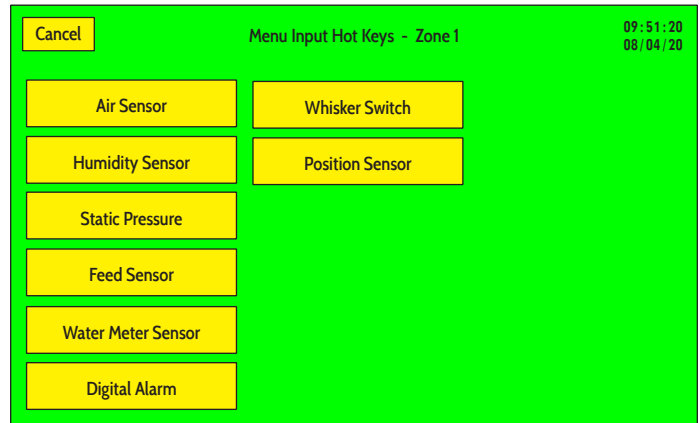 Cancel
Menu Input Hot Keys - Zone 1
09:51:20
08/04/20
Air Sensor
Whisker Switch
Humidity Sensor
Position Sensor
Static Pressure
Feed Sensor
Water Meter Sensor
Digital Alarm